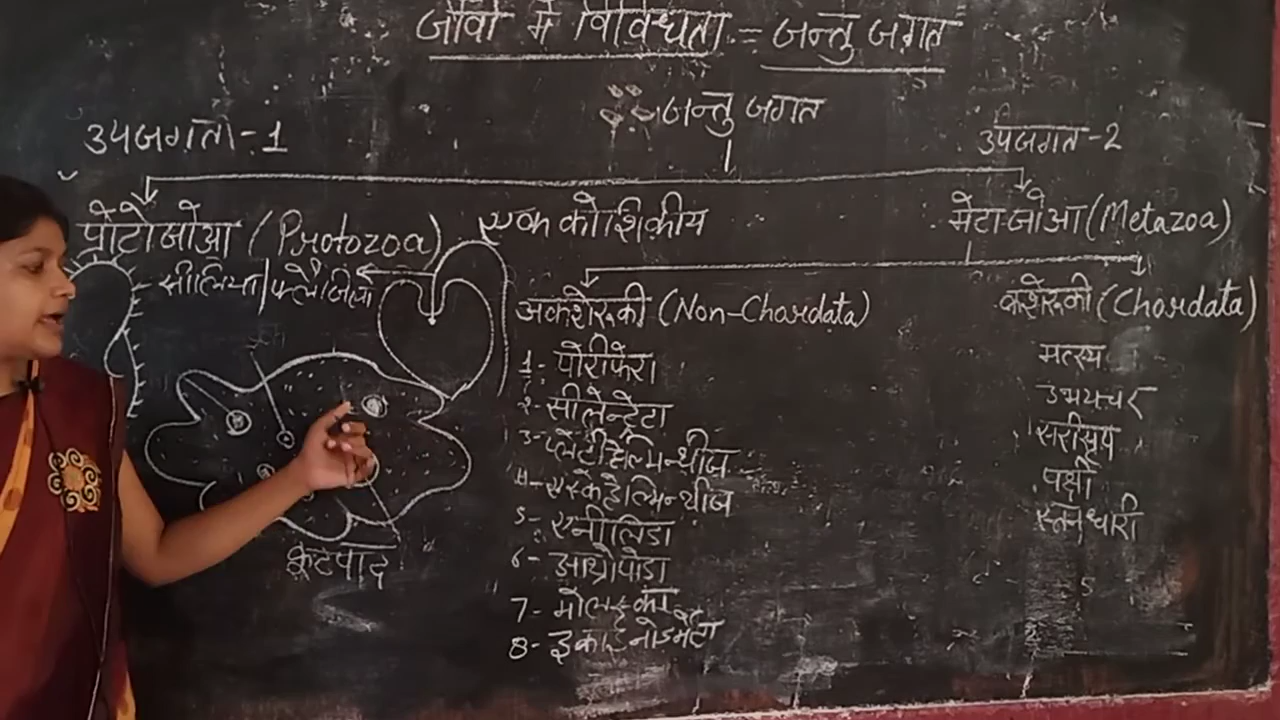 जीवों में विविधता = जन्तु जगत
जन्तु जगत
उपजगत - 1
उपजगत - 2
प्रोटोजोआ (Protozoa)
एक कोशिकीय
मेटाजोआ (Metazoa)
सीलिया/फ्लैजिला
अकशेरूकी (Non-Chordata)
कशेरूकी (Chordata)
1- पोरीफेरा
2- सीलेन्ट्रेटा
3- प्लेटीहेल्मिन्थीज
4- एस्केहेल्मिन्थीज
5- एनीलिडा
6- आर्थ्रोपोडा
7- मोलस्का
8- इकाइनोडर्मेटा
मत्स्य
उभयचर
सरीसृप
पक्षी
स्तनधारी
कूटपाद